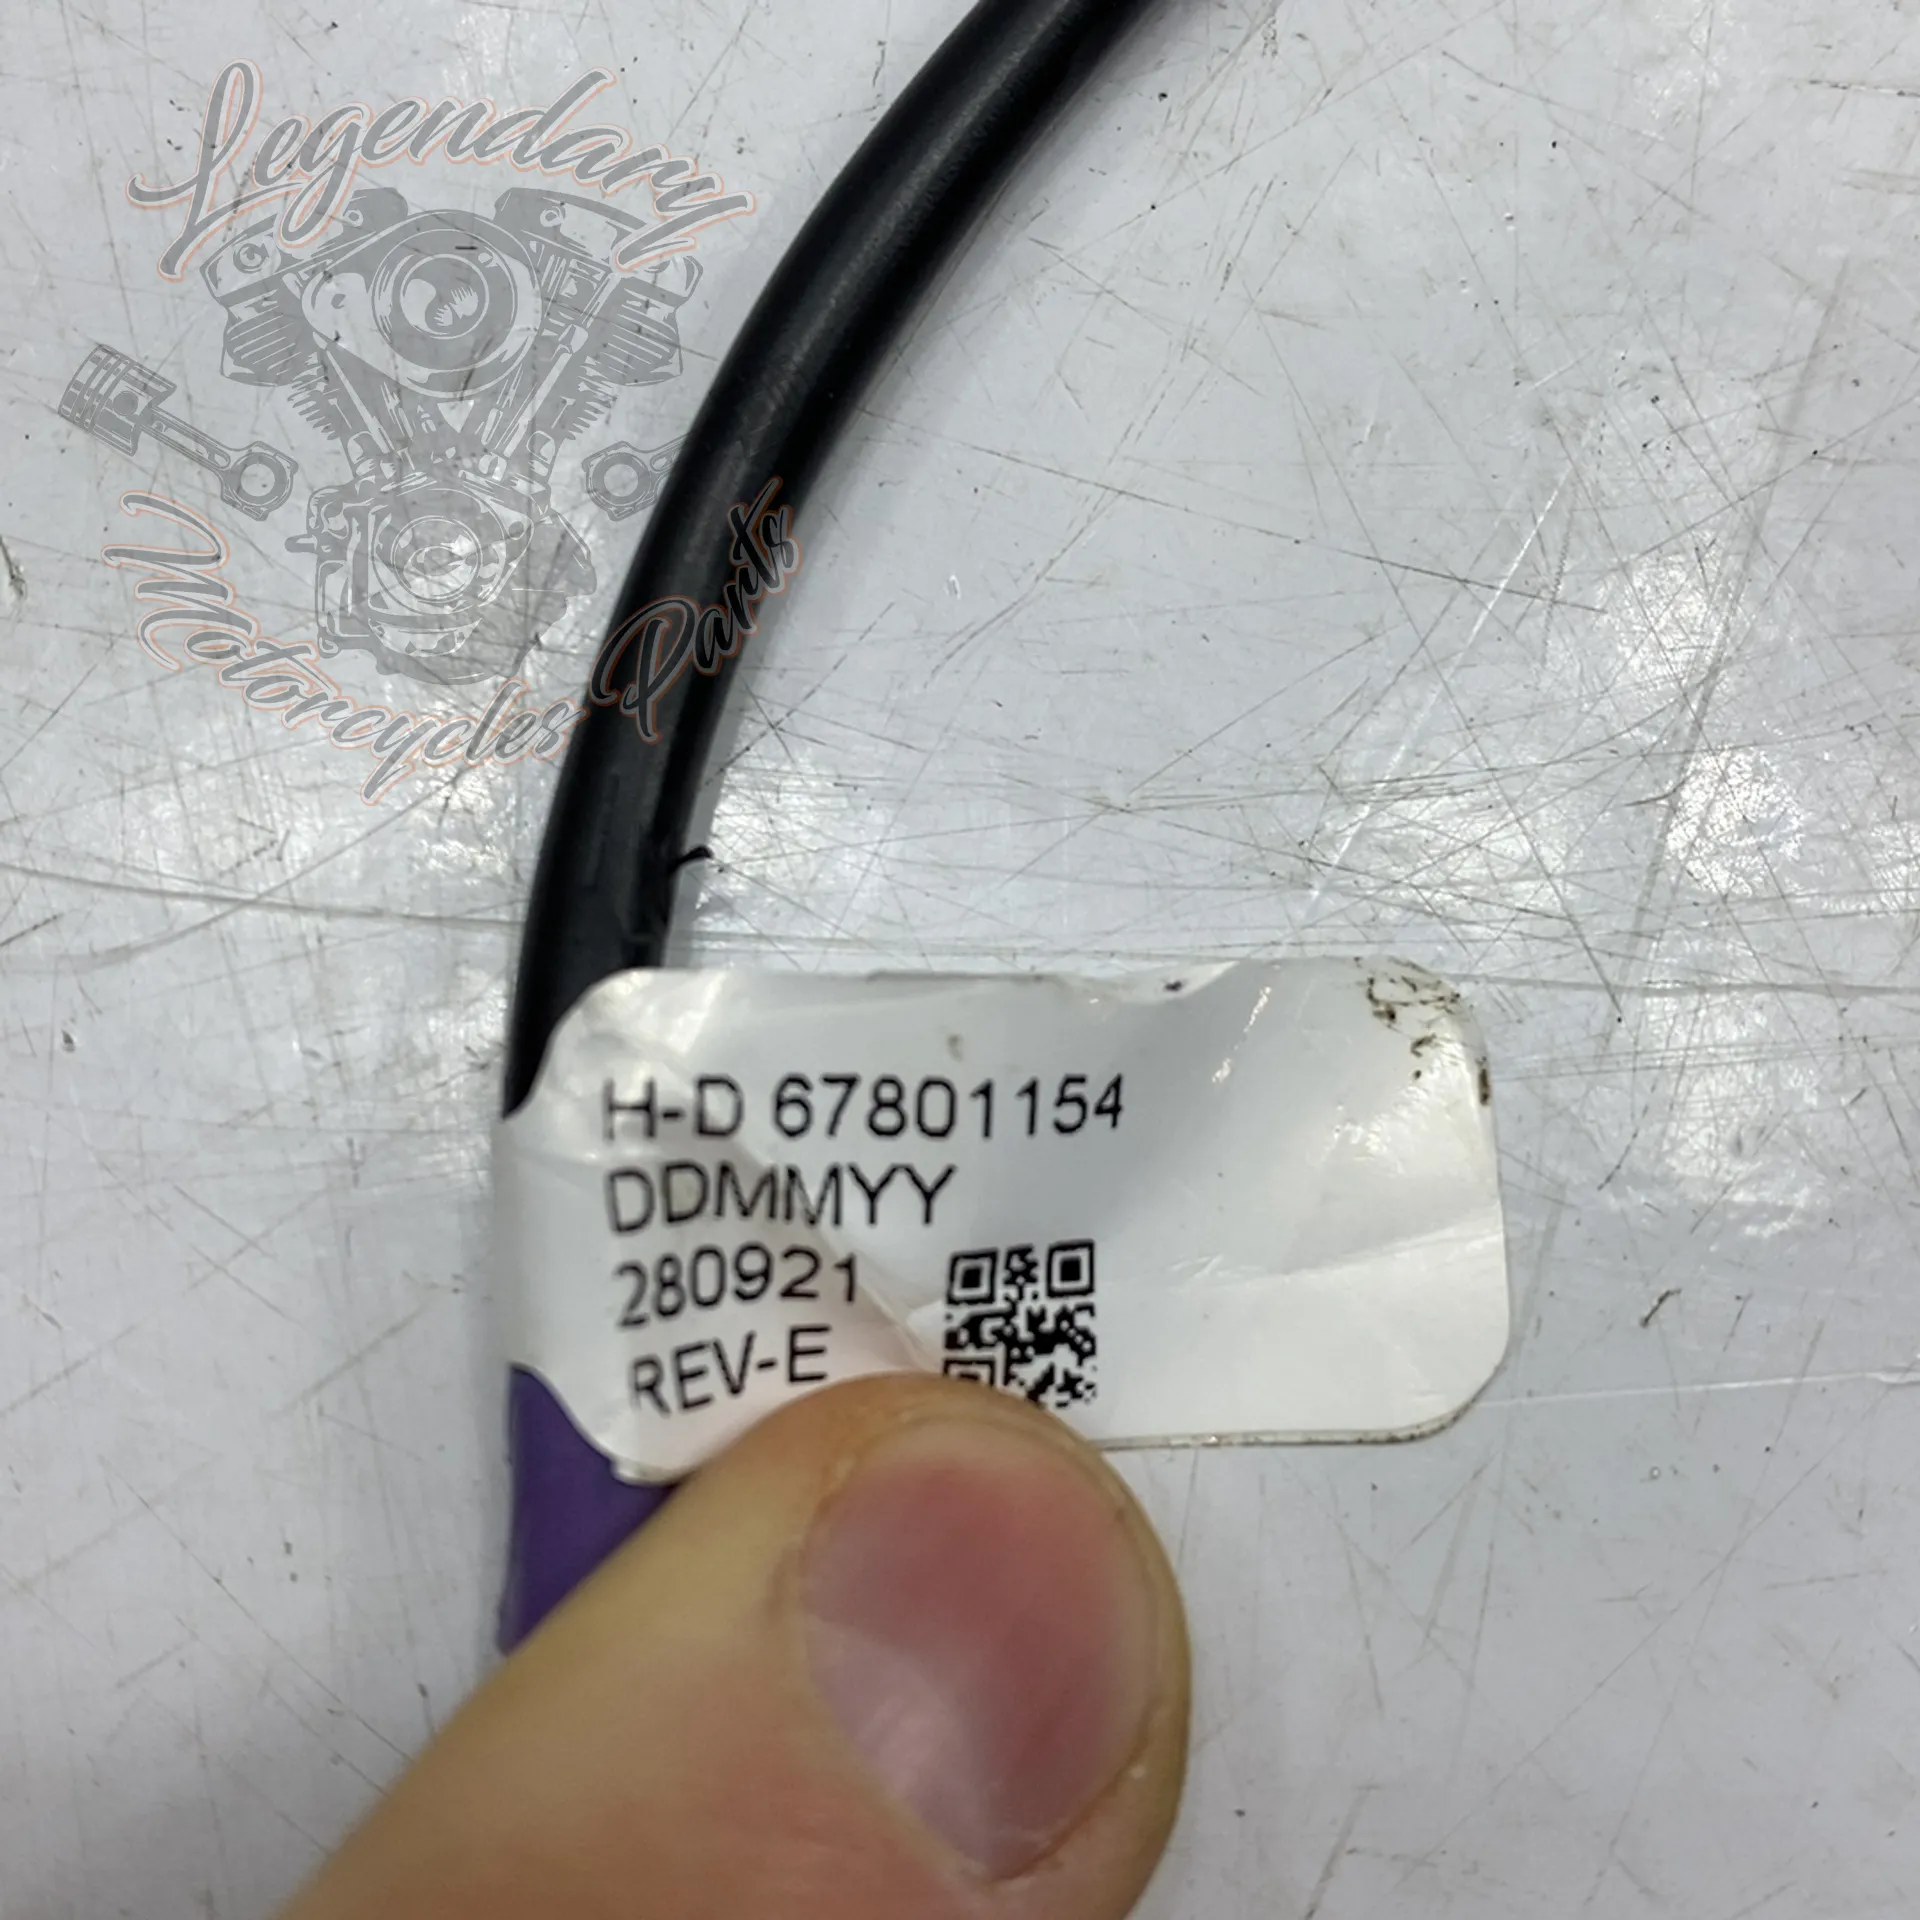 Legendary
Motorcycles Parts
H-D 67801154
DDMMYY
280921
REV-E